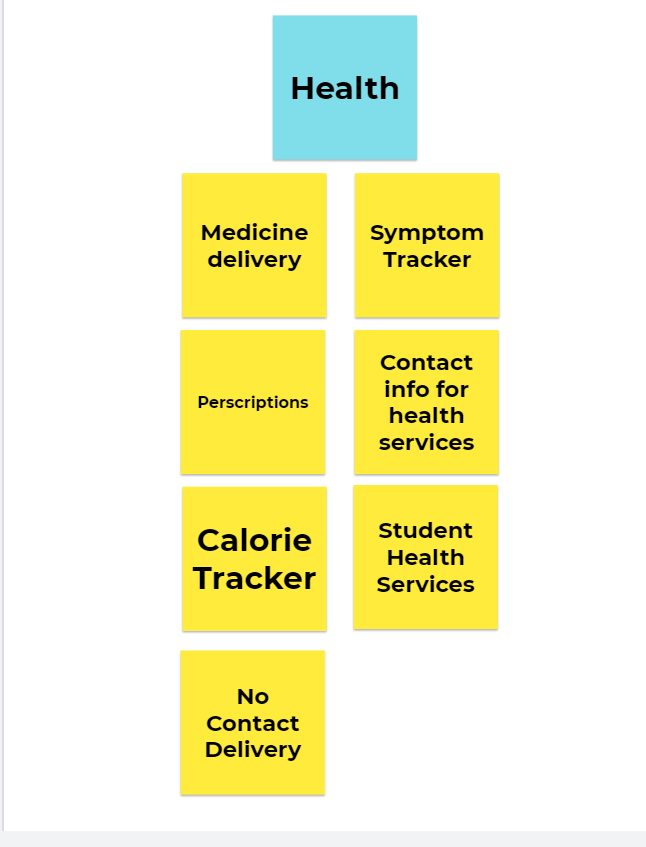 Health
Medicine
delivery
Symptom
Tracker
Perscriptions
Contact
info for
health
services
Calorie
Tracker
Student
Health
Services
No
Contact
Delivery